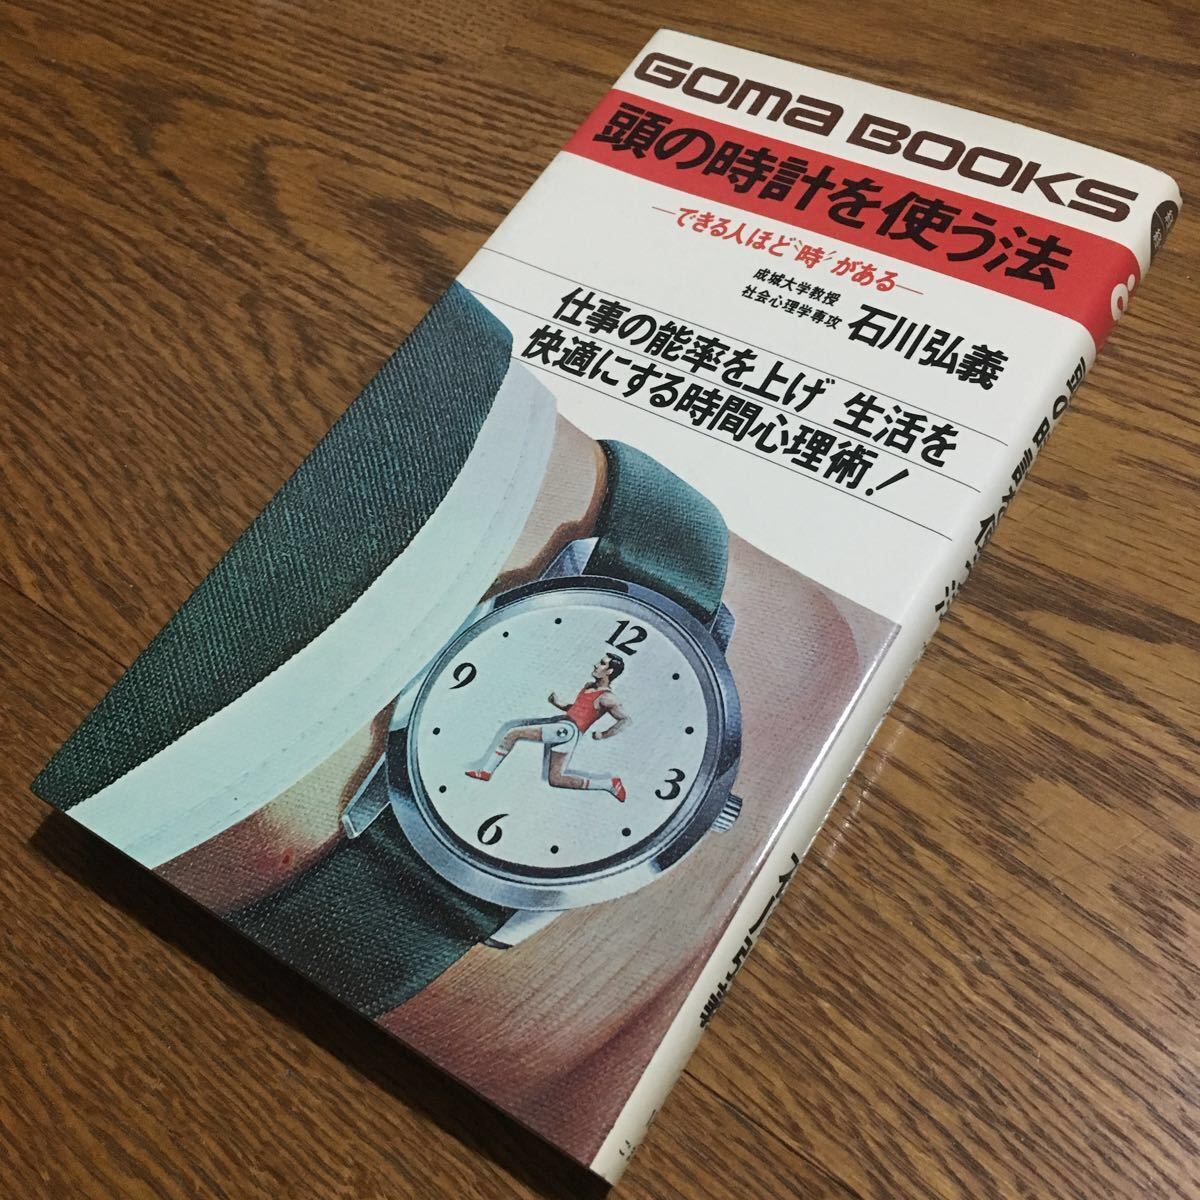 GOMA BOOKS
頭の時計を使う法
―できる人ほど〝時〟がある―
成城大学教授
社会心理学専攻
石川弘義
仕事の能率を上げ 生活を
快適にする時間心理術!
12
9
3
6